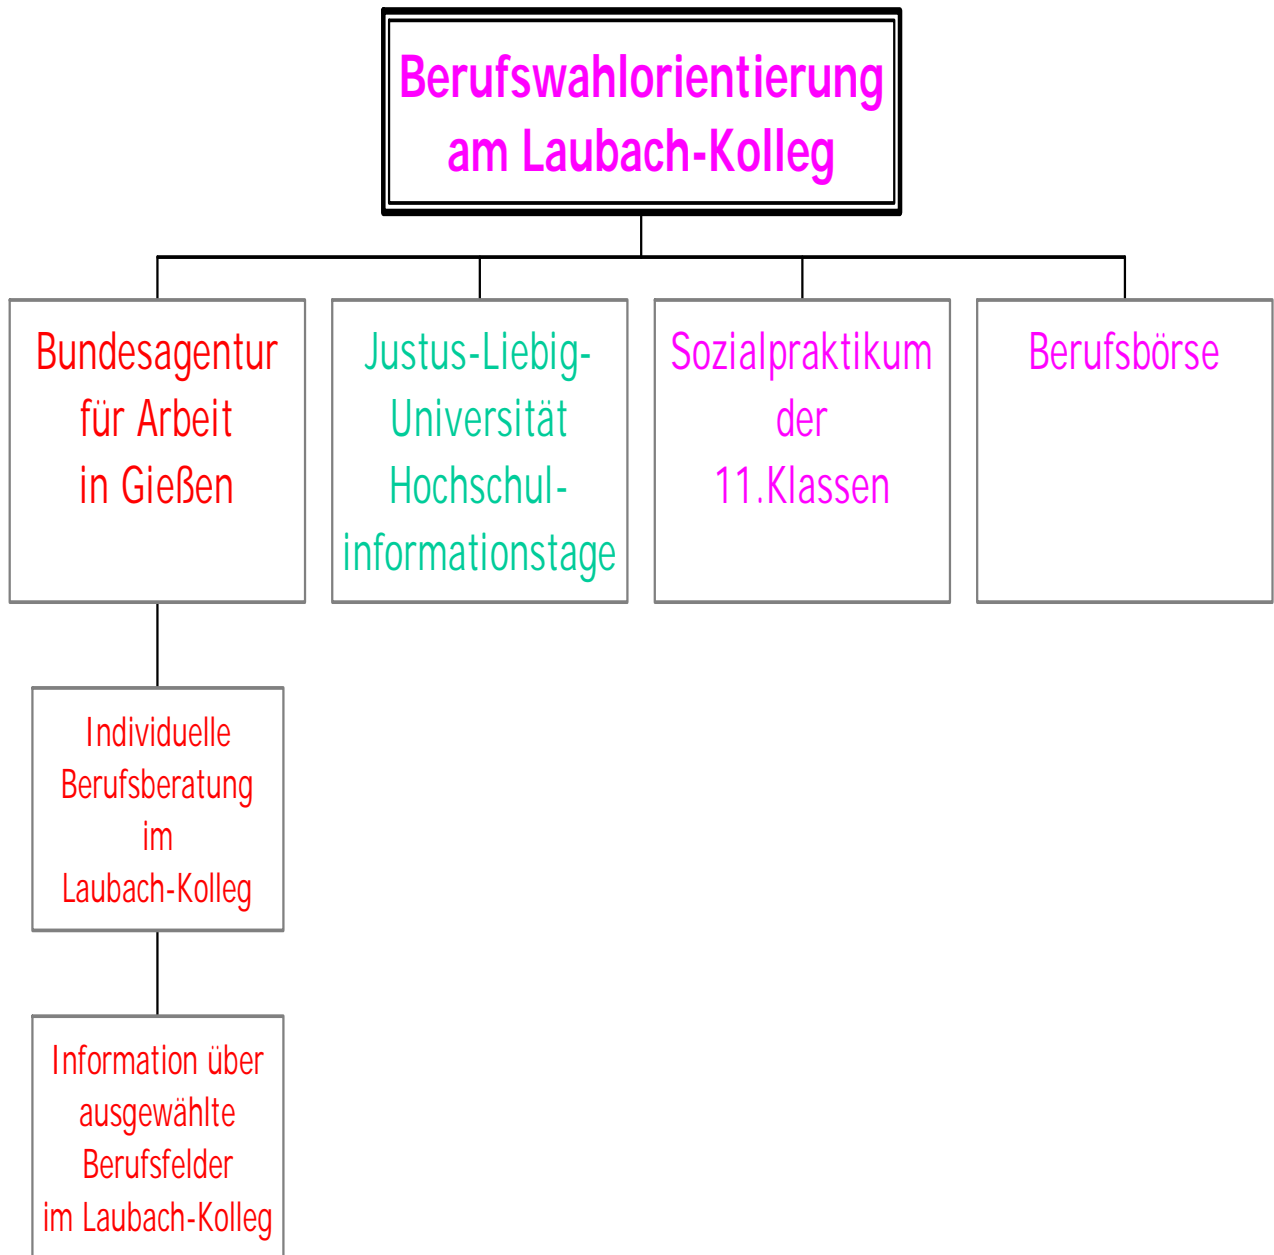 Berufswahlorientierung
am Laubach-Kolleg
Bundesagentur
für Arbeit
in Gießen
Justus-Liebig-
Universität
Hochschul-
informationstage
Sozialpraktikum
der
11.Klassen
Berufsbörse
Individuelle
Berufsberatung
im
Laubach-Kolleg
Information über
ausgewählte
Berufsfelder
im Laubach-Kolleg